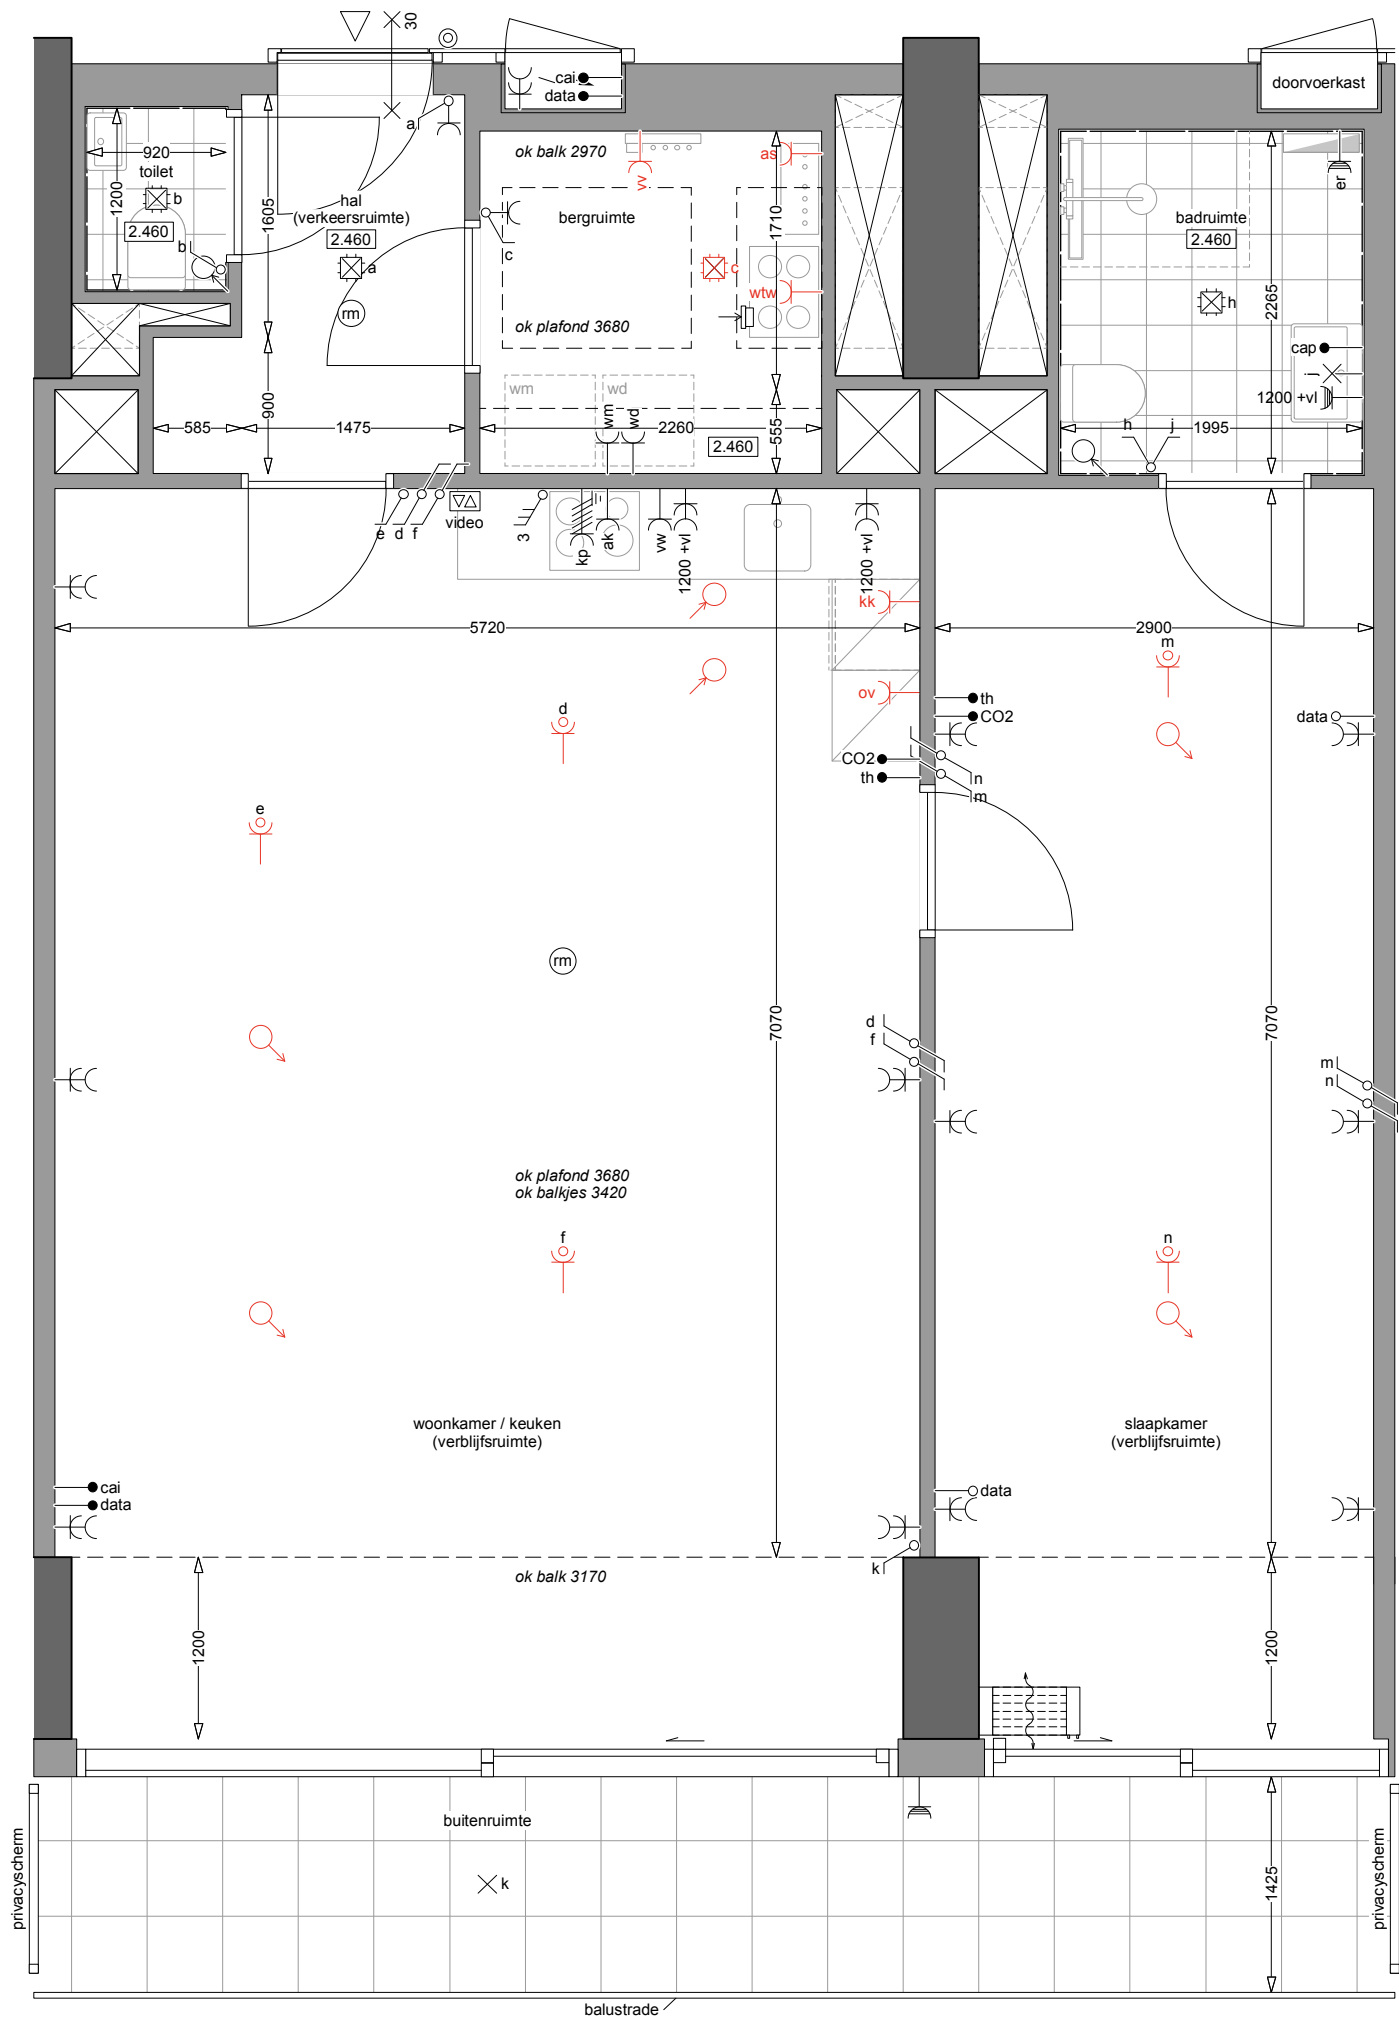 30
cai
data
doorvoerkast
a
920
toilet
1200
b
2.460
b
1605
hal
(verkeersruimte)
2.460
a
rm
ok balk 2970
vv
as
bergruimte
1710
c
c
wtw
ok plafond 3680
badruimte
2.460
er
h
2265
cap
j
1200 +vl
900
585
1475
wm
wd
wm
wd
2260
2.460
555
h
j
1995
e
d
f
video
3
kp
ak
vw
1200 +vl
1200 +vl
kk
5720
2900
m
ov
d
th
CO2
data
CO2
th
n
m
e
rm
7070
7070
d
f
m
n
ok plafond 3680
ok balkjes 3420
f
n
woonkamer / keuken
(verblijfsruimte)
slaapkamer
(verblijfsruimte)
cai
data
data
k
ok balk 3170
1200
1200
buitenruimte
k
privacyscherm
1425
privacyscherm
balustrade